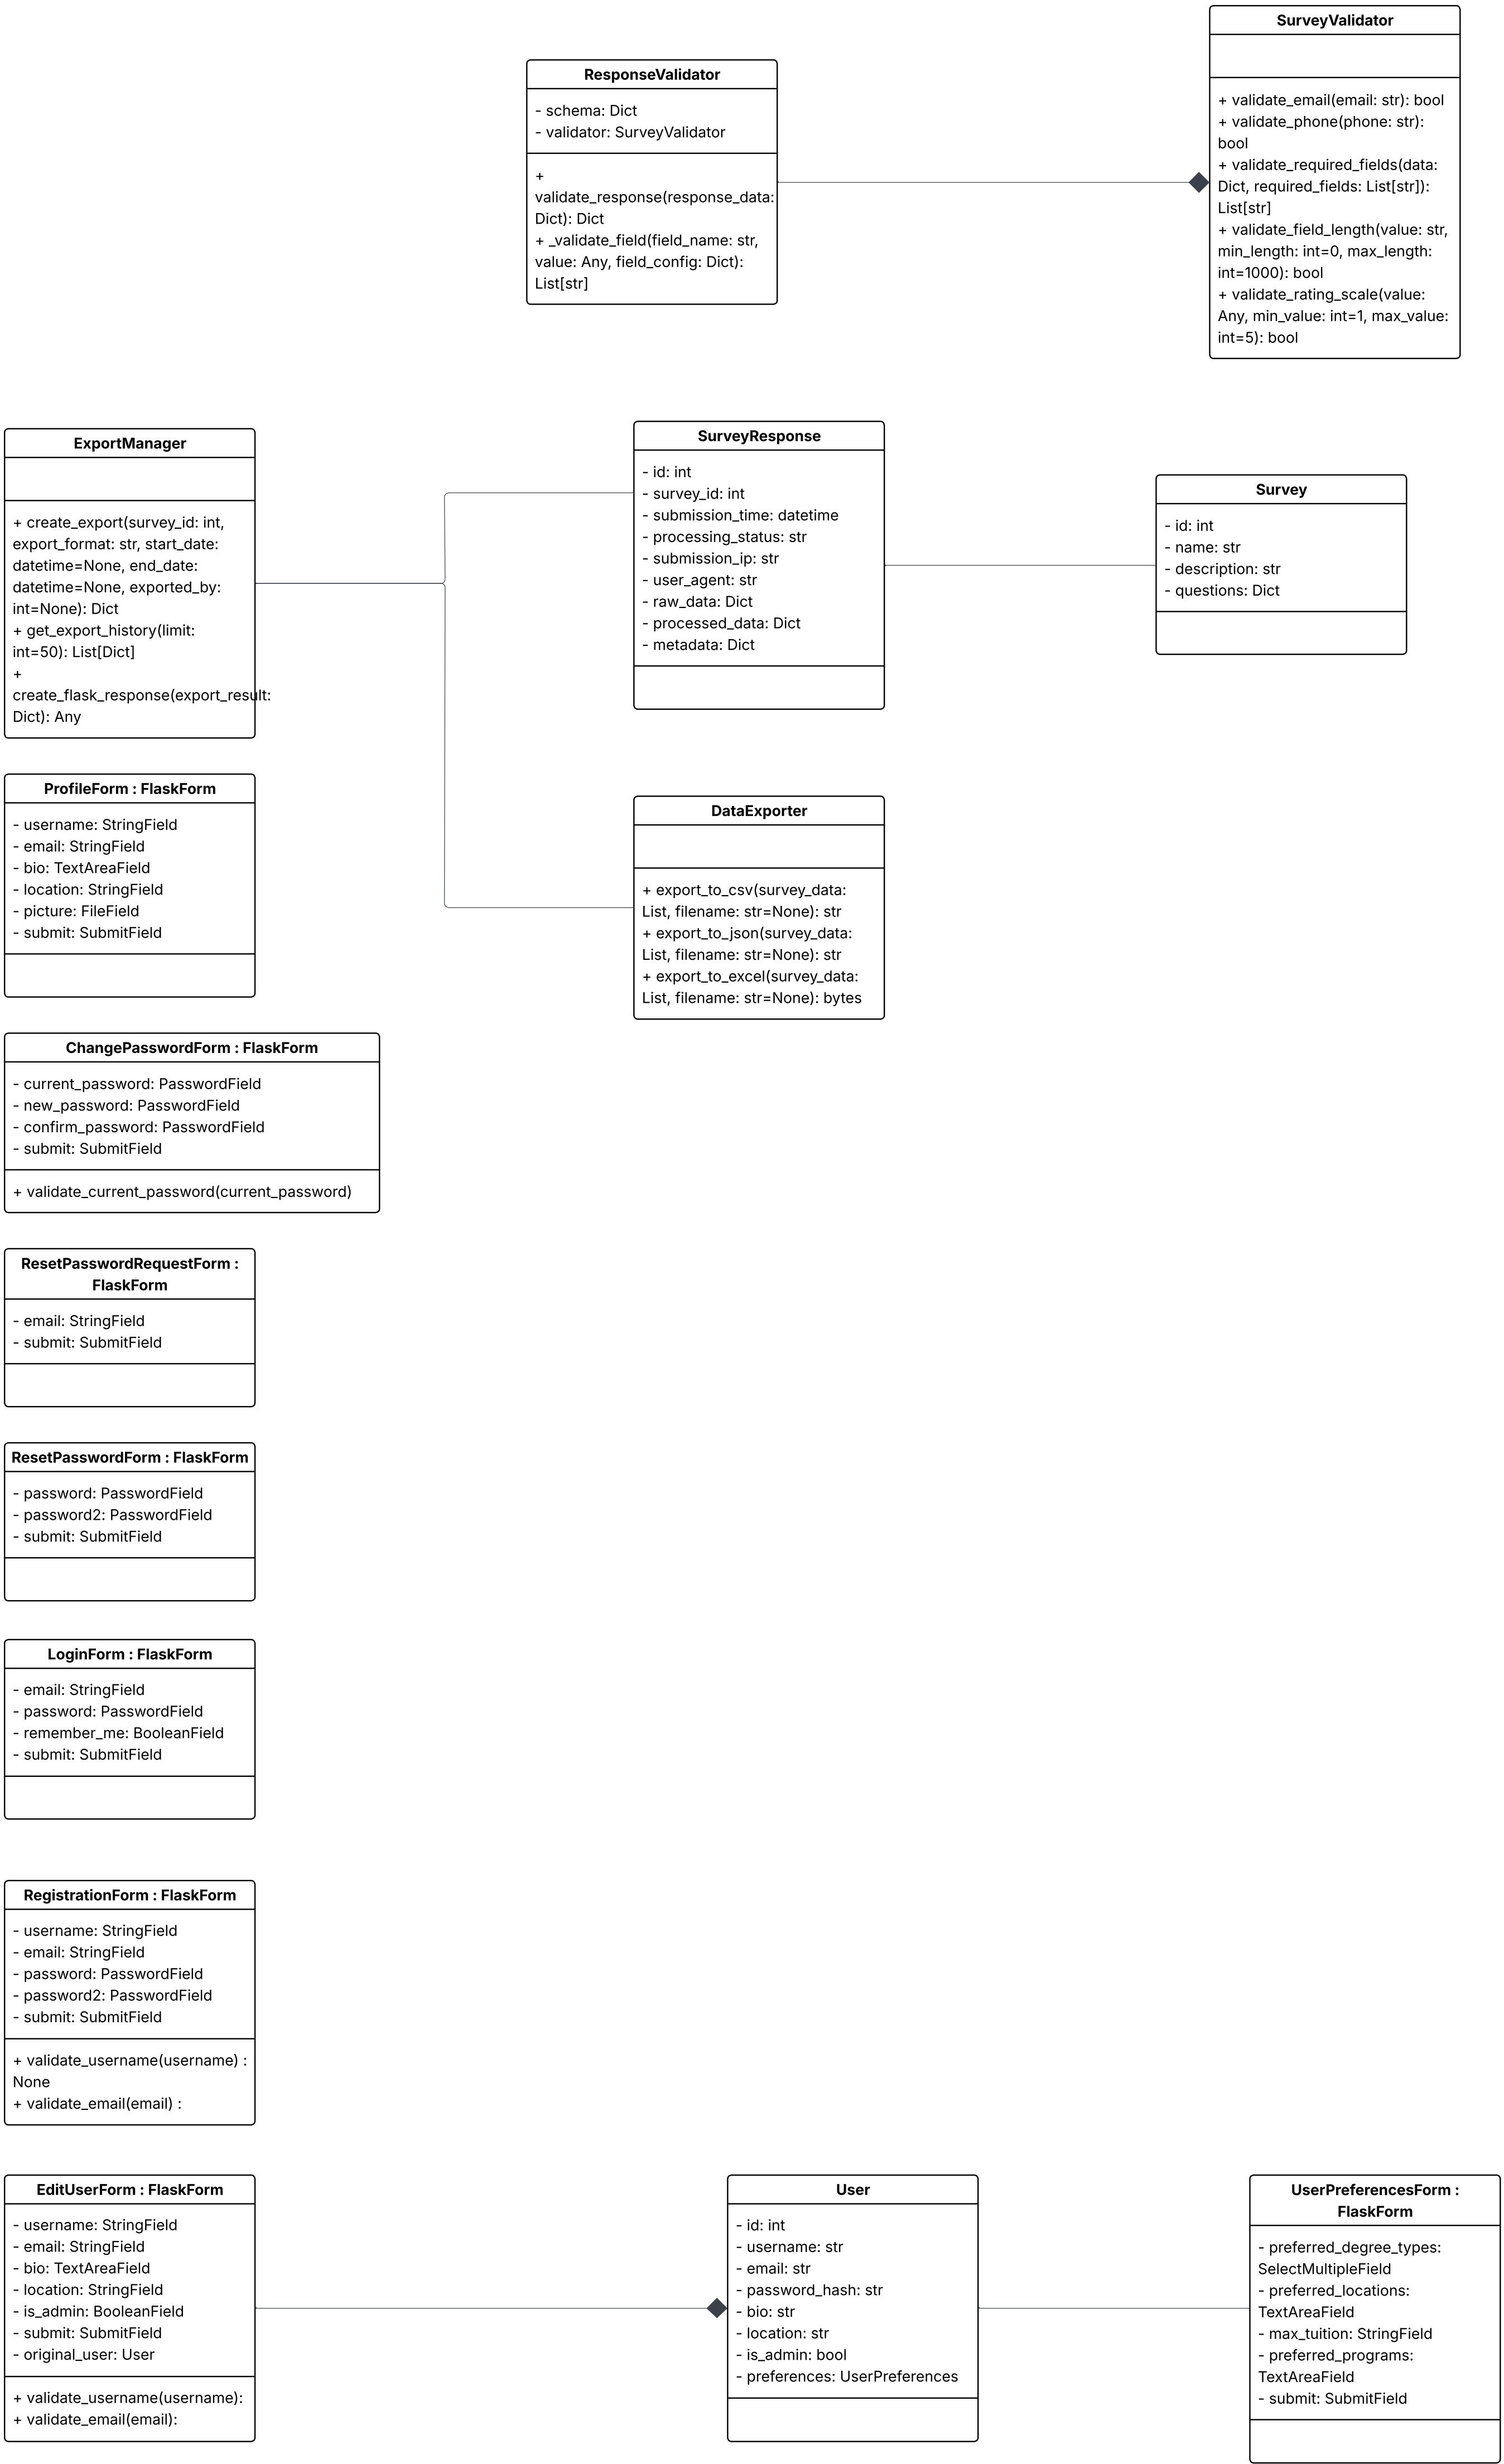 SurveyValidator
+ validate_email(email: str): bool
+ validate_phone(phone: str):
bool
+ validate_required_fields(data:
Dict, required_fields: List[str]):
List[str]
+ validate_field_length(value: str,
min_length: int=0, max_length:
int=1000): bool
+ validate_rating_scale(value:
Any, min_value: int=1, max_value:
int=5): bool
ResponseValidator
- schema: Dict
- validator: SurveyValidator
+
validate_response(response_data:
Dict): Dict
+ _validate_field(field_name: str,
value: Any, field_config: Dict):
List[str]
ExportManager
+ create_export(survey_id: int,
export_format: str, start_date:
datetime=None, end_date:
datetime=None, exported_by:
int=None): Dict
+ get_export_history(limit:
int=50): List[Dict]
+
create_flask_response(export_result:
Dict): Any
SurveyResponse
- id: int
- survey_id: int
- submission_time: datetime
- processing_status: str
- submission_ip: str
- user_agent: str
- raw_data: Dict
- processed_data: Dict
- metadata: Dict
Survey
- id: int
- name: str
- description: str
- questions: Dict
ProfileForm : FlaskForm
- username: StringField
- email: StringField
- bio: TextAreaField
- location: StringField
- picture: FileField
- submit: SubmitField
DataExporter
+ export_to_csv(survey_data:
List, filename: str=None): str
+ export_to_json(survey_data:
List, filename: str=None): str
+ export_to_excel(survey_data:
List, filename: str=None): bytes
ChangePasswordForm : FlaskForm
- current_password: PasswordField
- new_password: PasswordField
- confirm_password: PasswordField
- submit: SubmitField
+ validate_current_password(current_password)
ResetPasswordRequestForm :
FlaskForm
- email: StringField
- submit: SubmitField
ResetPasswordForm : FlaskForm
- password: PasswordField
- password2: PasswordField
- submit: SubmitField
LoginForm : FlaskForm
- email: StringField
- password: PasswordField
- remember_me: BooleanField
- submit: SubmitField
RegistrationForm : FlaskForm
- username: StringField
- email: StringField
- password: PasswordField
- password2: PasswordField
- submit: SubmitField
+ validate_username(username) :
None
+ validate_email(email) :
EditUserForm : FlaskForm
- username: StringField
- email: StringField
- bio: TextAreaField
- location: StringField
- is_admin: BooleanField
- submit: SubmitField
- original_user: User
+ validate_username(username):
+ validate_email(email):
User
- id: int
- username: str
- email: str
- password_hash: str
- bio: str
- location: str
- is_admin: bool
- preferences: UserPreferences
UserPreferencesForm :
FlaskForm
- preferred_degree_types:
SelectMultipleField
- preferred_locations:
TextAreaField
- max_tuition: StringField
- preferred_programs:
TextAreaField
- submit: SubmitField